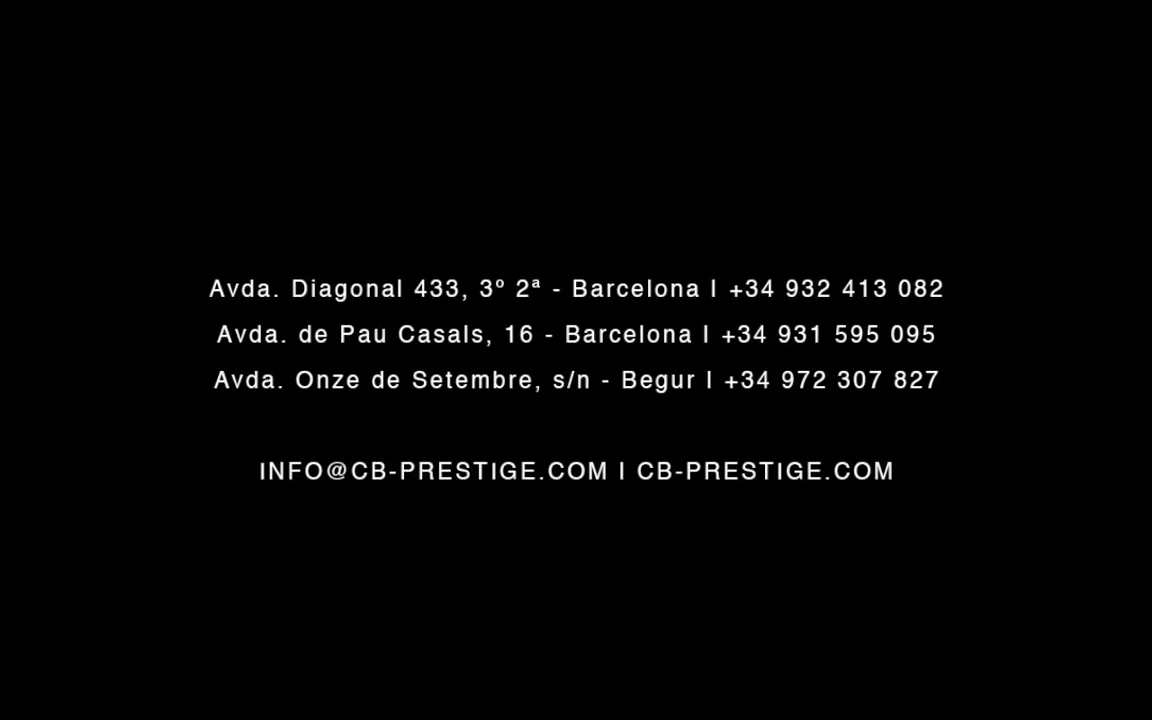 Avda. Diagonal 433, 3º 2ª - Barcelona I +34 932 413 082
Avda. de Pau Casals, 16 - Barcelona I +34 931 595 095
Avda. Onze de Setembre, s/n - Begur I +34 972 307 827
INFO@CB-PRESTIGE.COM I CB-PRESTIGE.COM